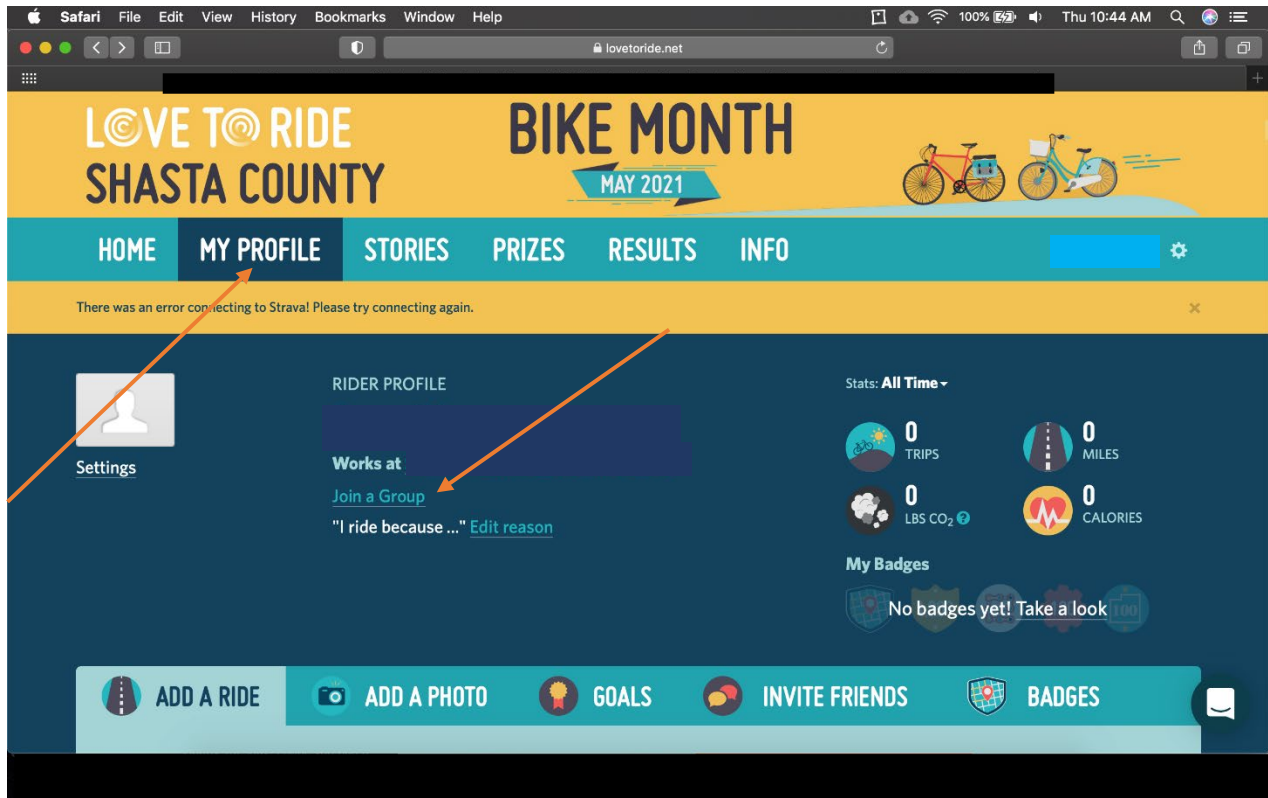 Safari File Edit View History Bookmarks Window Help 100% Thu 10:44 AM
lovetoride.net
LOVE TO RIDE
SHASTA COUNTY
BIKE MONTH
MAY 2021
HOME MY PROFILE STORIES PRIZES RESULTS INFO
There was an error connecting to Strava! Please try connecting again.
Settings
RIDER PROFILE
Works at
Join a Group
"I ride because ..." Edit reason
Stats: All Time
0
TRIPS
0
MILES
0
LBS CO₂ ?
0
CALORIES
My Badges
No badges yet! Take a look
100
ADD A RIDE ADD A PHOTO GOALS INVITE FRIENDS BADGES